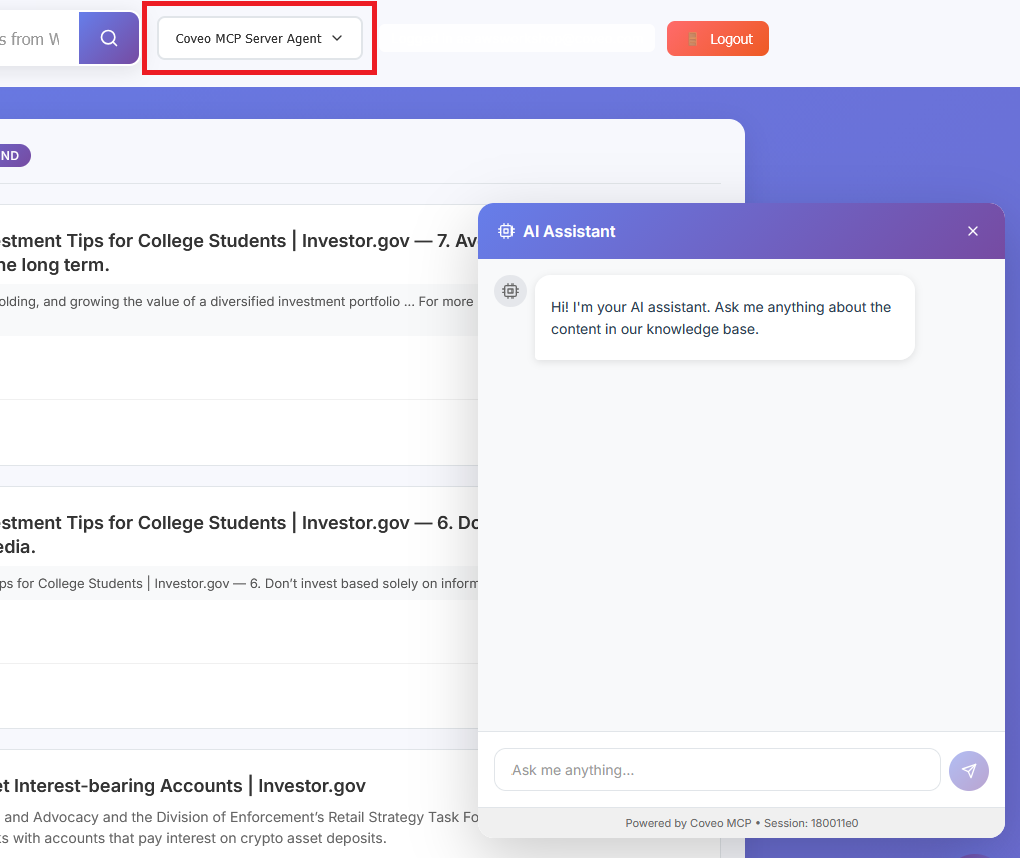 s from W
Coveo MCP Server Agent
Logout
ND
stment Tips for College Students | Investor.gov — 7. Av
ne long term.
olding, and growing the value of a diversified investment portfolio ... For more
stment Tips for College Students | Investor.gov — 6. Do
edia.
ps for College Students | Investor.gov — 6. Don’t invest based solely on inform
et Interest-bearing Accounts | Investor.gov
and Advocacy and the Division of Enforcement’s Retail Strategy Task Fo
ks with accounts that pay interest on crypto asset deposits.
AI Assistant
Hi! I'm your AI assistant. Ask me anything about the
content in our knowledge base.
Ask me anything...
Powered by Coveo MCP • Session: 180011e0